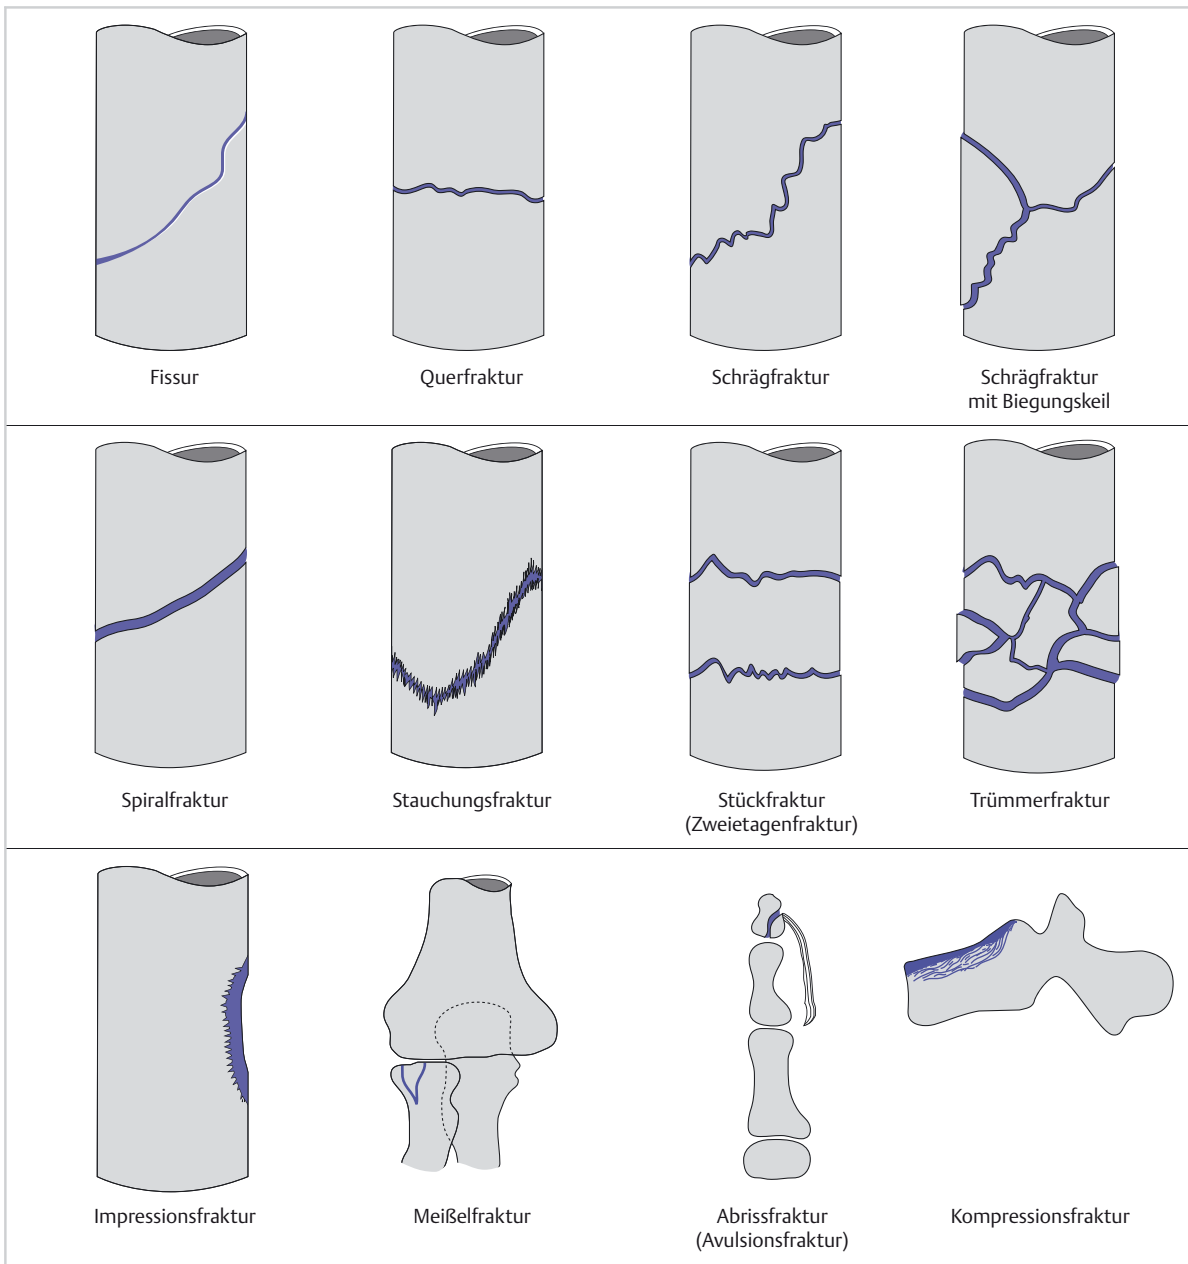 Fissur
Querfraktur
Schrägfraktur
Schrägfraktur
mit Biegungskeil
Spiralfraktur
Stauchungsfraktur
Stückfraktur
(Zweietagenfraktur)
Trümmerfraktur
Impressionsfraktur
Meißelfraktur
Abrissfraktur
(Avulsionsfraktur)
Kompressionsfraktur